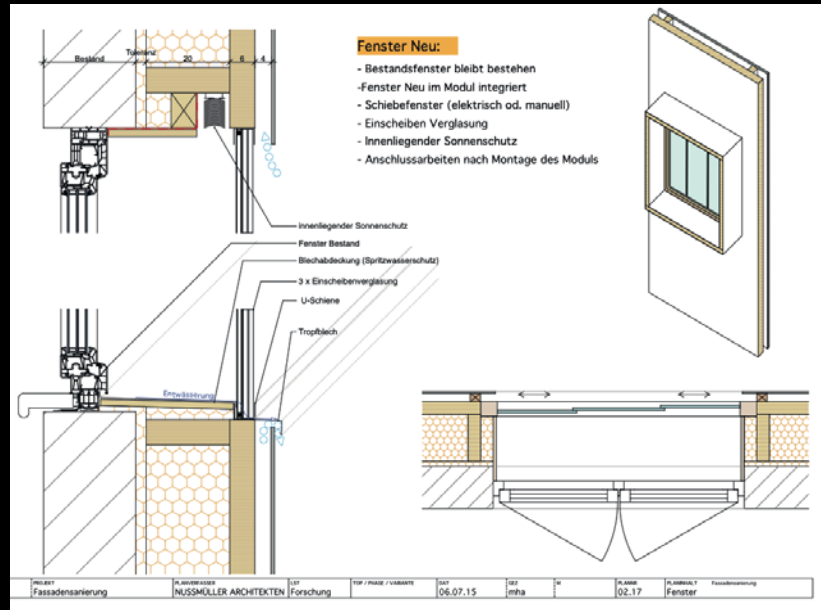 Toleranz
Bestand
20
6
4
Fenster Neu:
- Bestandsfenster bleibt bestehen
-Fenster Neu im Modul integriert
- Schiebefenster (elektrisch od. manuell)
- Einscheiben Verglasung
- Innenliegender Sonnenschutz
- Anschlussarbeiten nach Montage des Moduls
innenliegender Sonnenschutz
Fenster Bestand
Blechabdeckung (Spritzwasserschutz)
3 x Einscheibenverglasung
U-Schiene
Tropfblech
Entwässerung
PROJEKT
Fassadensanierung
PLANVERFASSER
NUSSMÜLLER ARCHITEKTEN
Forschung
TOP / PHASE / VARIANTE
DAT
06.07.15
GEZ
mha
M
PLANNR
02.17
PLANINHALT Fassadensanierung
Fenster